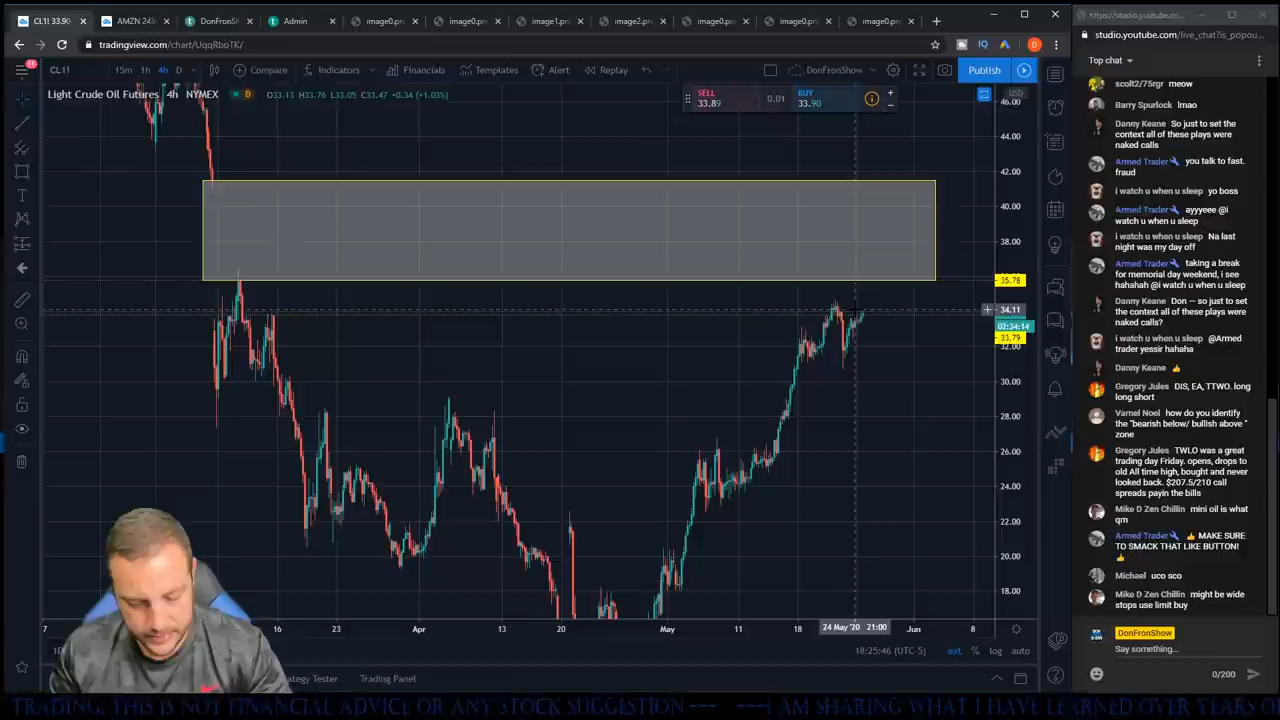 CL1! 33.90
AMZN 243
DonFronSh
Admin
image0.pn
image0.pn
image1.pn
image2.pn
image0.pn
image0.pn
image0.pn
tradingview.com/chart/UqqRboTK/
IQ
D
https://studio.youtube.com/live_chat?is_popou...
studio.youtube.com/live_chat?is_popou...
11
CL11
15m 1h 4h D
Compare
Indicators
Financials
Templates
Alert
Replay
DonFronShow
Publish
Light Crude Oil Futures 4h NYMEX
D
O33.13 H33.76 L33.05 C33.47 +0.34 (+1.03%)
SELL
33.89
0.01
BUY
33.90
USD
46.00
44.00
42.00
40.00
38.00
35.78
34.11
02:34:14
33.79
32.00
30.00
28.00
26.00
24.00
22.00
20.00
18.00
7
16
23
Apr
13
20
May
11
18
24 May '20 21:00
Jun
8
18:25:46 (UTC-5)
ext % log auto
Trading Panel
Top chat
scolt2/75rgr meow
Barry Spurlock lmao
Danny Keane So just to set the
context all of these plays were
naked calls
Armed Trader you talk to fast.
fraud
i watch u when u sleep yo boss
Armed Trader ayyyeee @i
watch u when u sleep
i watch u when u sleep Na last
night was my day off
Armed Trader taking a break
for memorial day weekend, i see
hahahah @i watch u when u sleep
Danny Keane Don — so just to set
the context all of these plays were
naked calls?
i watch u when u sleep @Armed
trader yessir hahaha
Danny Keane 👍
Gregory Jules DIS, EA, TTWO. long
long short
Varnel Noel how do you identify
the "bearish below/ bullish above "
zone
Gregory Jules TWLO was a great
trading day Friday. opens, drops to
old All time high, bought and never
looked back. $207.5/210 call
spreads payin the bills
Mike D Zen Chillin mini oil is what
qm
Armed Trader 👍 MAKE SURE
TO SMACK THAT LIKE BUTTON!
👍
Michael uco sco
Mike D Zen Chillin might be wide
stops use limit buy
DonFronShow
Say something...
0/200
TRADING, THIS IS NOT FINANCIAL ADVICE OR ANY STOCK SUGGESTION --- ---I AM SHARING WHAT I HAVE LEARNED OVER YEARS O